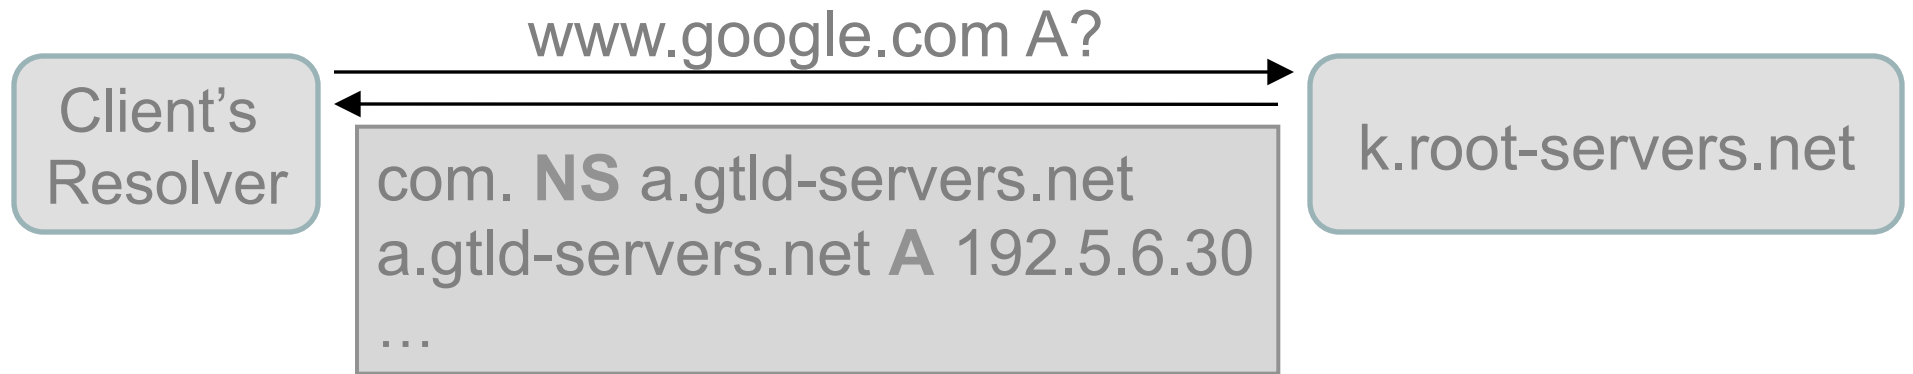 www.google.com A?
Client’s
Resolver
k.root-servers.net
com. NS a.gtld-servers.net
a.gtld-servers.net A 192.5.6.30
…